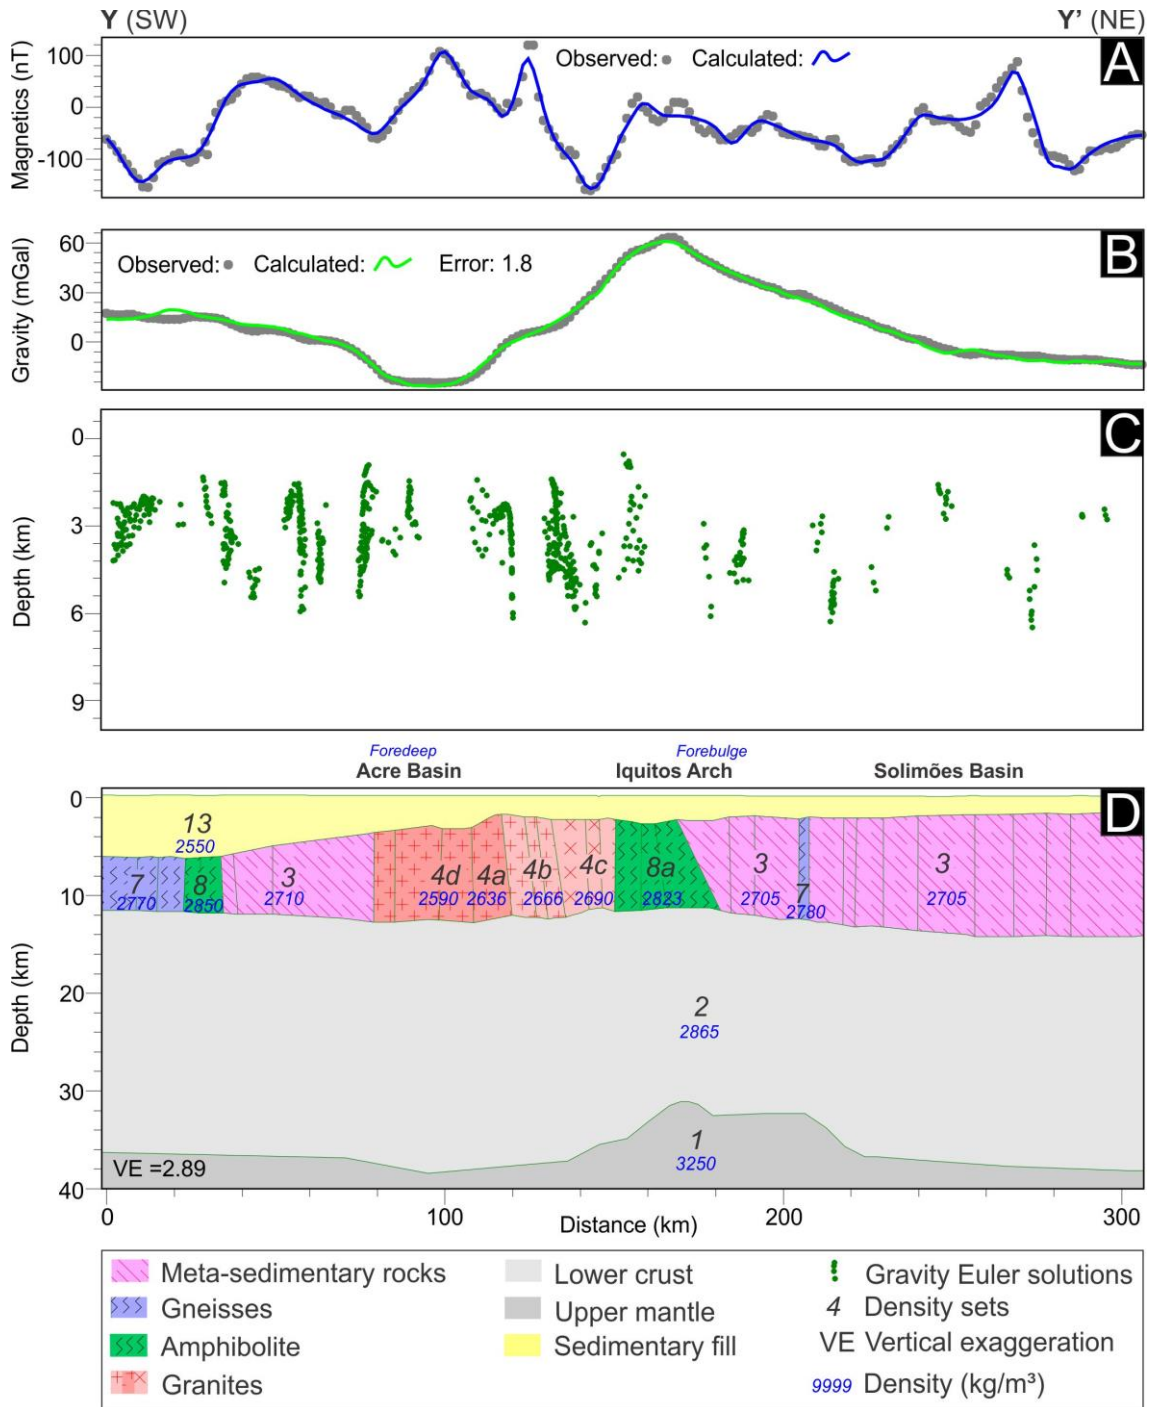 Y (SW) Y' (NE)
A
Magnetics (nT)
100
0
-100
Observed: Calculated:
B
Gravity (mGal)
60
30
0
Observed: Calculated: Error: 1.8
C
Depth (km)
0
3
6
9
Foredeep Forebulge
Acre Basin Iquitos Arch Solimões Basin
D
Depth (km)
0
10
20
30
40
13
2550
7 8 3 4d 4a 4b 4c 8a 3 7 3
2770 2850 2710 2590 2636 2666 2690 2823 2705 2780 2705
2
2865
1
3250
VE =2.89
0 100 200 300
Distance (km)
Meta-sedimentary rocks Lower crust Gravity Euler solutions
Gneisses Upper mantle 4 Density sets
Amphibolite Sedimentary fill VE Vertical exaggeration
Granites 9999 Density (kg/m³)